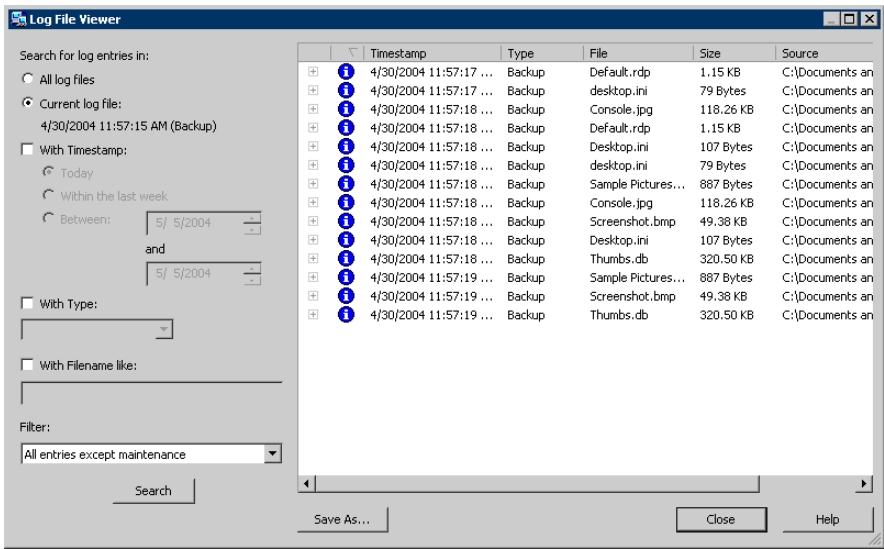 Log File Viewer
Search for log entries in:
All log files
Current log file:
4/30/2004 11:57:15 AM (Backup)
With Timestamp:
Today
Within the last week
Between:
5/ 5/2004
and
5/ 5/2004
With Type:
With Filename like:
Filter:
All entries except maintenance
Search
Timestamp Type File Size Source
4/30/2004 11:57:17 ... Backup Default.rdp 1.15 KB C:\Documents an
4/30/2004 11:57:17 ... Backup desktop.ini 79 Bytes C:\Documents an
4/30/2004 11:57:18 ... Backup Console.jpg 118.26 KB C:\Documents an
4/30/2004 11:57:18 ... Backup Default.rdp 1.15 KB C:\Documents an
4/30/2004 11:57:18 ... Backup Desktop.ini 107 Bytes C:\Documents an
4/30/2004 11:57:18 ... Backup desktop.ini 79 Bytes C:\Documents an
4/30/2004 11:57:18 ... Backup Sample Pictures... 887 Bytes C:\Documents an
4/30/2004 11:57:18 ... Backup Console.jpg 118.26 KB C:\Documents an
4/30/2004 11:57:18 ... Backup Screenshot.bmp 49.38 KB C:\Documents an
4/30/2004 11:57:18 ... Backup Desktop.ini 107 Bytes C:\Documents an
4/30/2004 11:57:18 ... Backup Thumbs.db 320.50 KB C:\Documents an
4/30/2004 11:57:19 ... Backup Sample Pictures... 887 Bytes C:\Documents an
4/30/2004 11:57:19 ... Backup Screenshot.bmp 49.38 KB C:\Documents an
4/30/2004 11:57:19 ... Backup Thumbs.db 320.50 KB C:\Documents an
Save As... Close Help